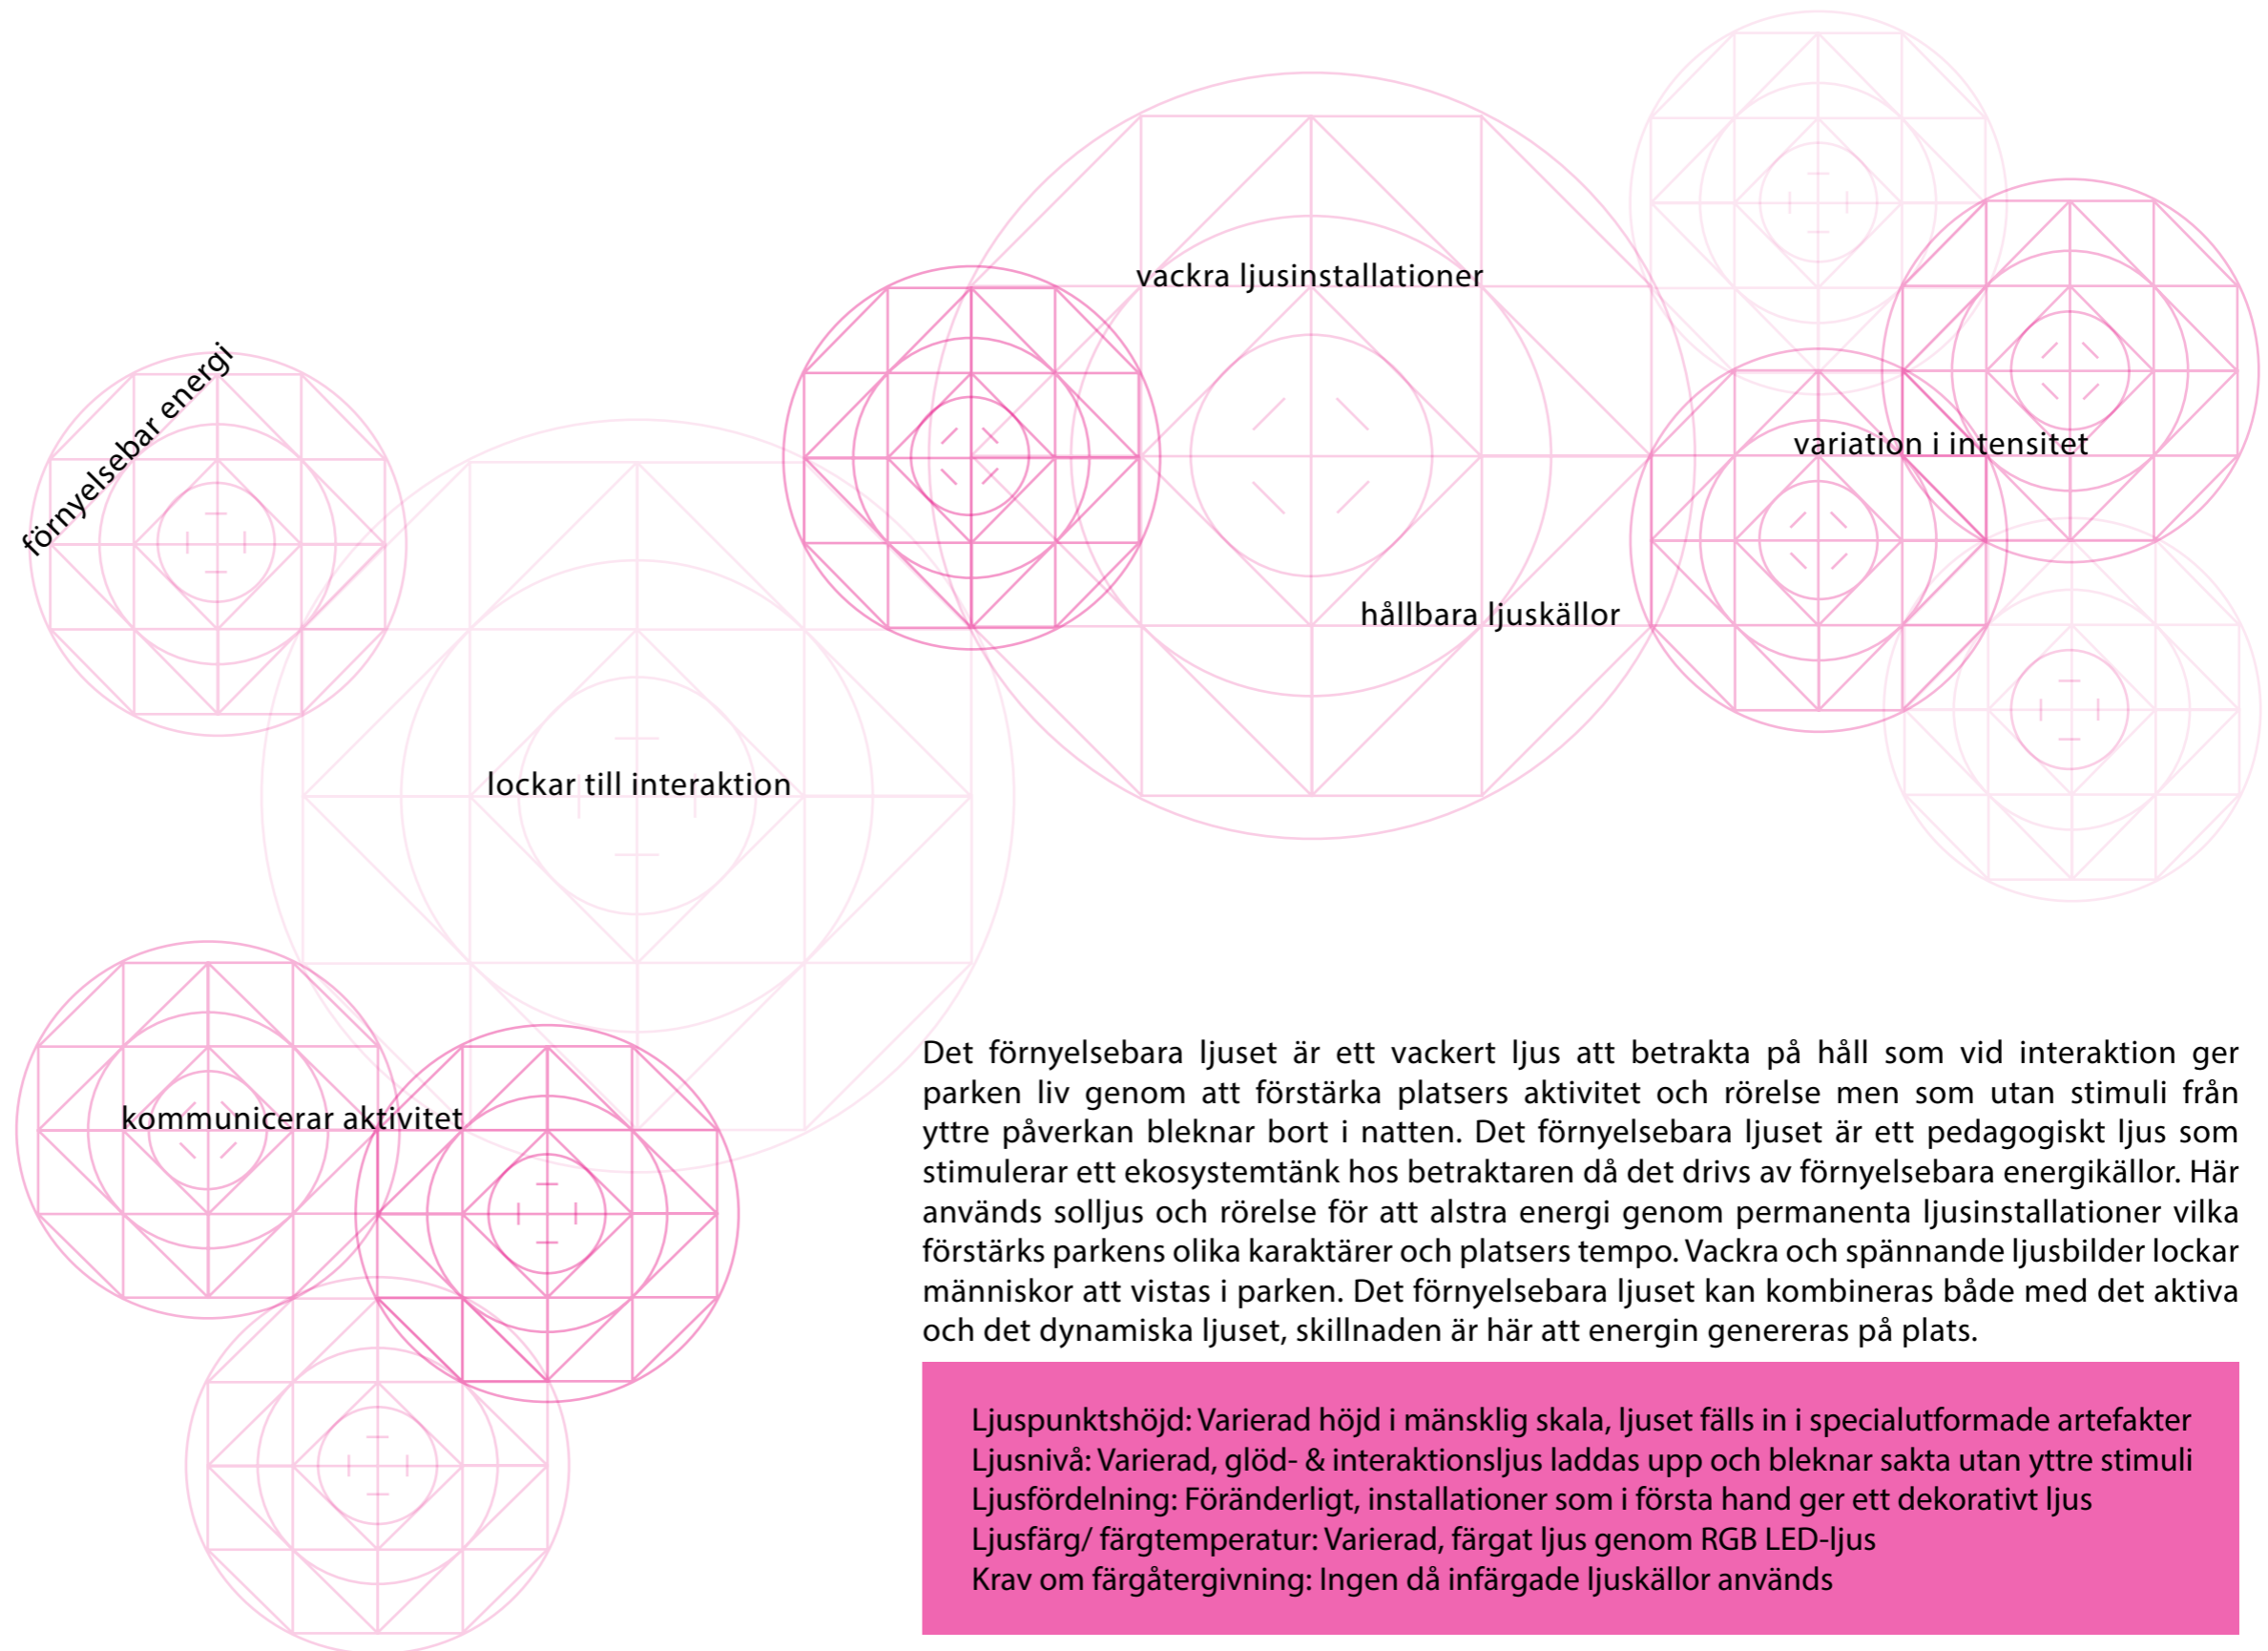 vackra ljusinstallationer
förnyelsebar energi
variation i intensitet
hållbara ljuskällor
lockar till interaktion
kommunicerar aktivitet
Det förnyelsebara ljuset är ett vackert ljus att betrakta på håll som vid interaktion ger
parken liv genom att förstärka platsers aktivitet och rörelse men som utan stimuli från
yttre påverkan bleknar bort i natten. Det förnyelsebara ljuset är ett pedagogiskt ljus som
stimulerar ett ekosystemtänk hos betraktaren då det drivs av förnyelsebara energikällor. Här
används solljus och rörelse för att alstra energi genom permanenta ljusinstallationer vilka
förstärks parkens olika karaktärer och platsers tempo. Vackra och spännande ljusbilder lockar
människor att vistas i parken. Det förnyelsebara ljuset kan kombineras både med det aktiva
och det dynamiska ljuset, skillnaden är här att energin genereras på plats.
Ljuspunktshöjd: Varierad höjd i mänsklig skala, ljuset fälls in i specialutformade artefakter
Ljusnivå: Varierad, glöd- & interaktionsljus laddas upp och bleknar sakta utan yttre stimuli
Ljusfördelning: Föränderligt, installationer som i första hand ger ett dekorativt ljus
Ljusfärg/ färgtemperatur: Varierad, färgat ljus genom RGB LED-ljus
Krav om färgåtergivning: Ingen då infärgade ljuskällor används